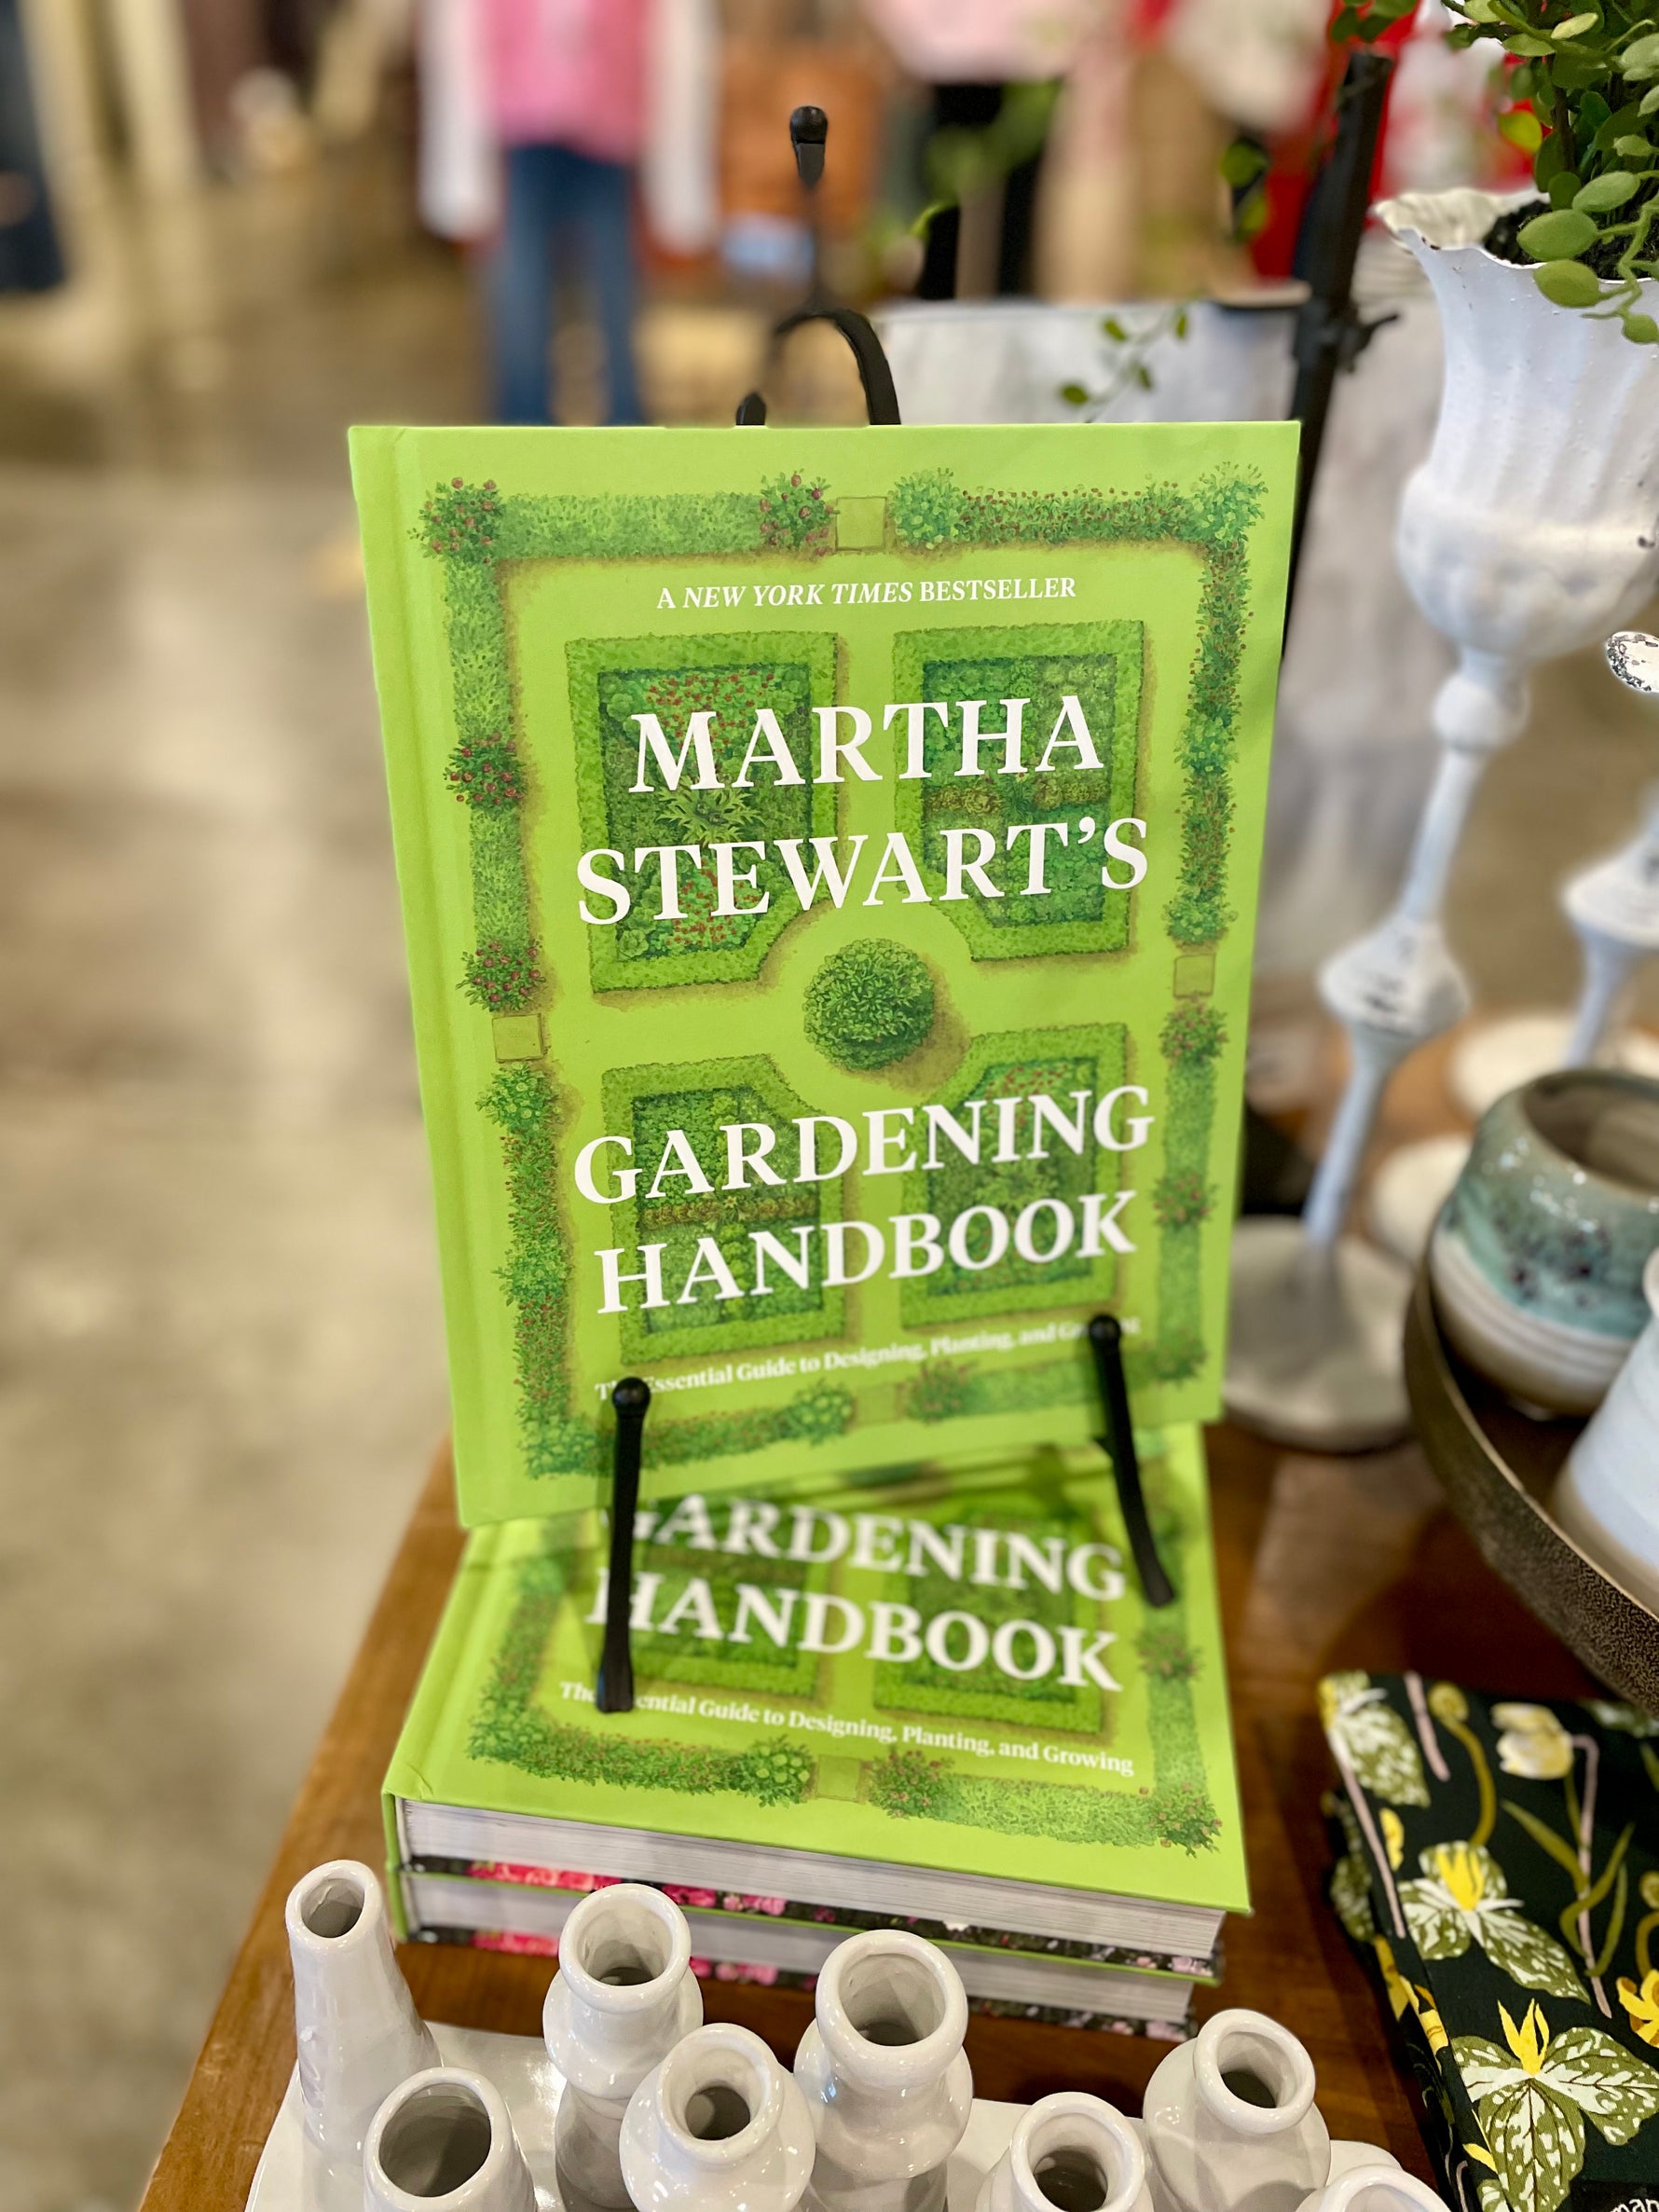 A NEW YORK TIMES BESTSELLER
MARTHA
STEWART'S
GARDENING
HANDBOOK
Essential Guide to Designing, Planting, and
GARDENING
HANDBOOK
The Guide to Designing, Planting, and Growing